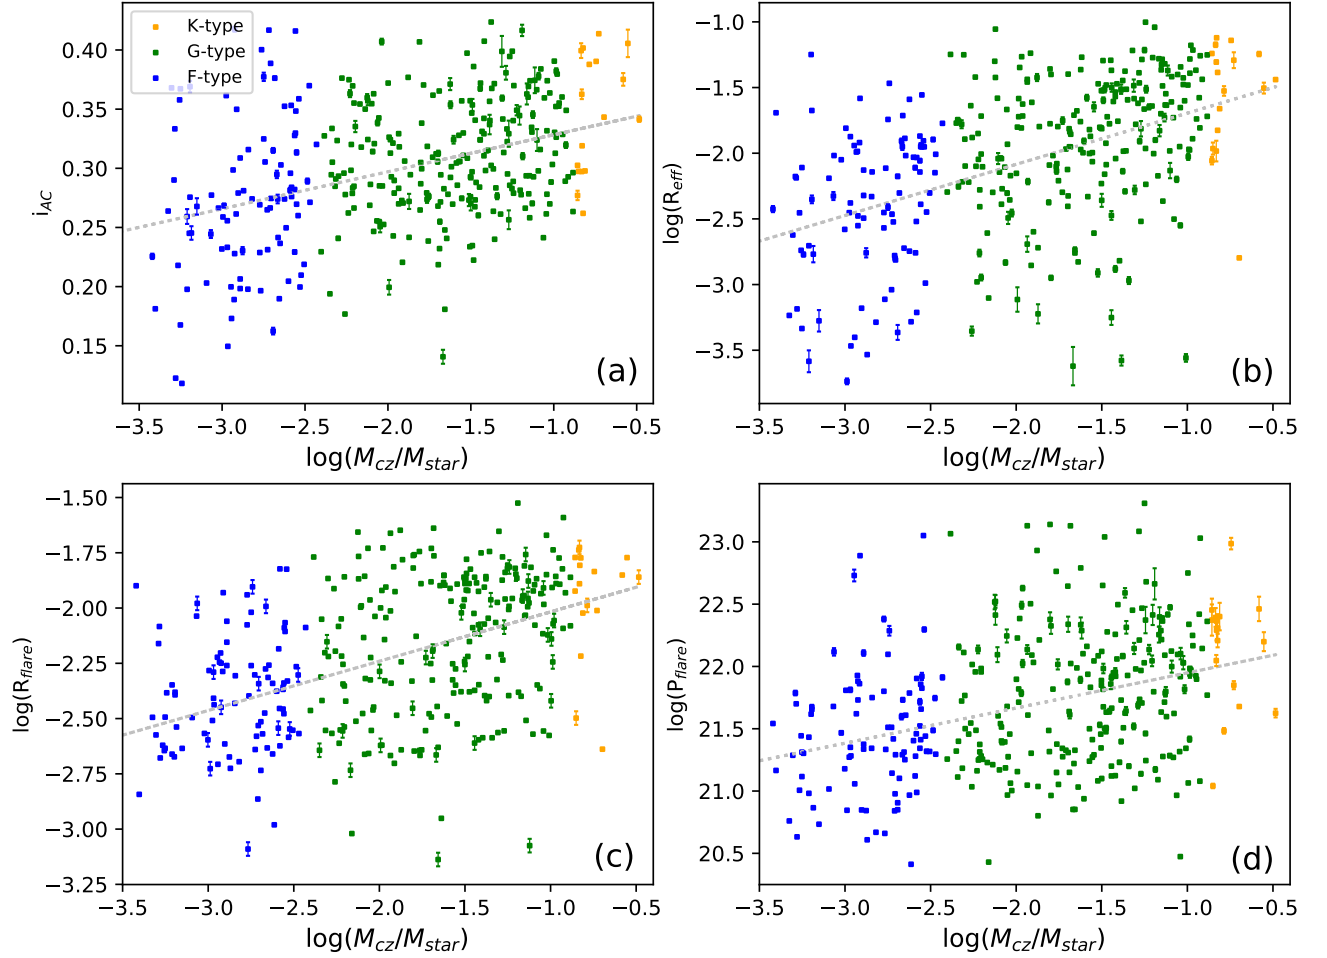 K-type
G-type
F-type
0.40
0.35
0.30
0.25
0.20
0.15
i_AC
(a)
−3.5 −3.0 −2.5 −2.0 −1.5 −1.0 −0.5
log(M_cz/M_star)
−1.0
−1.5
−2.0
−2.5
−3.0
−3.5
log(R_eff)
(b)
−3.5 −3.0 −2.5 −2.0 −1.5 −1.0 −0.5
log(M_cz/M_star)
−1.50
−1.75
−2.00
−2.25
−2.50
−2.75
−3.00
−3.25
log(R_flare)
(c)
−3.5 −3.0 −2.5 −2.0 −1.5 −1.0 −0.5
log(M_cz/M_star)
23.0
22.5
22.0
21.5
21.0
20.5
log(P_flare)
(d)
−3.5 −3.0 −2.5 −2.0 −1.5 −1.0 −0.5
log(M_cz/M_star)